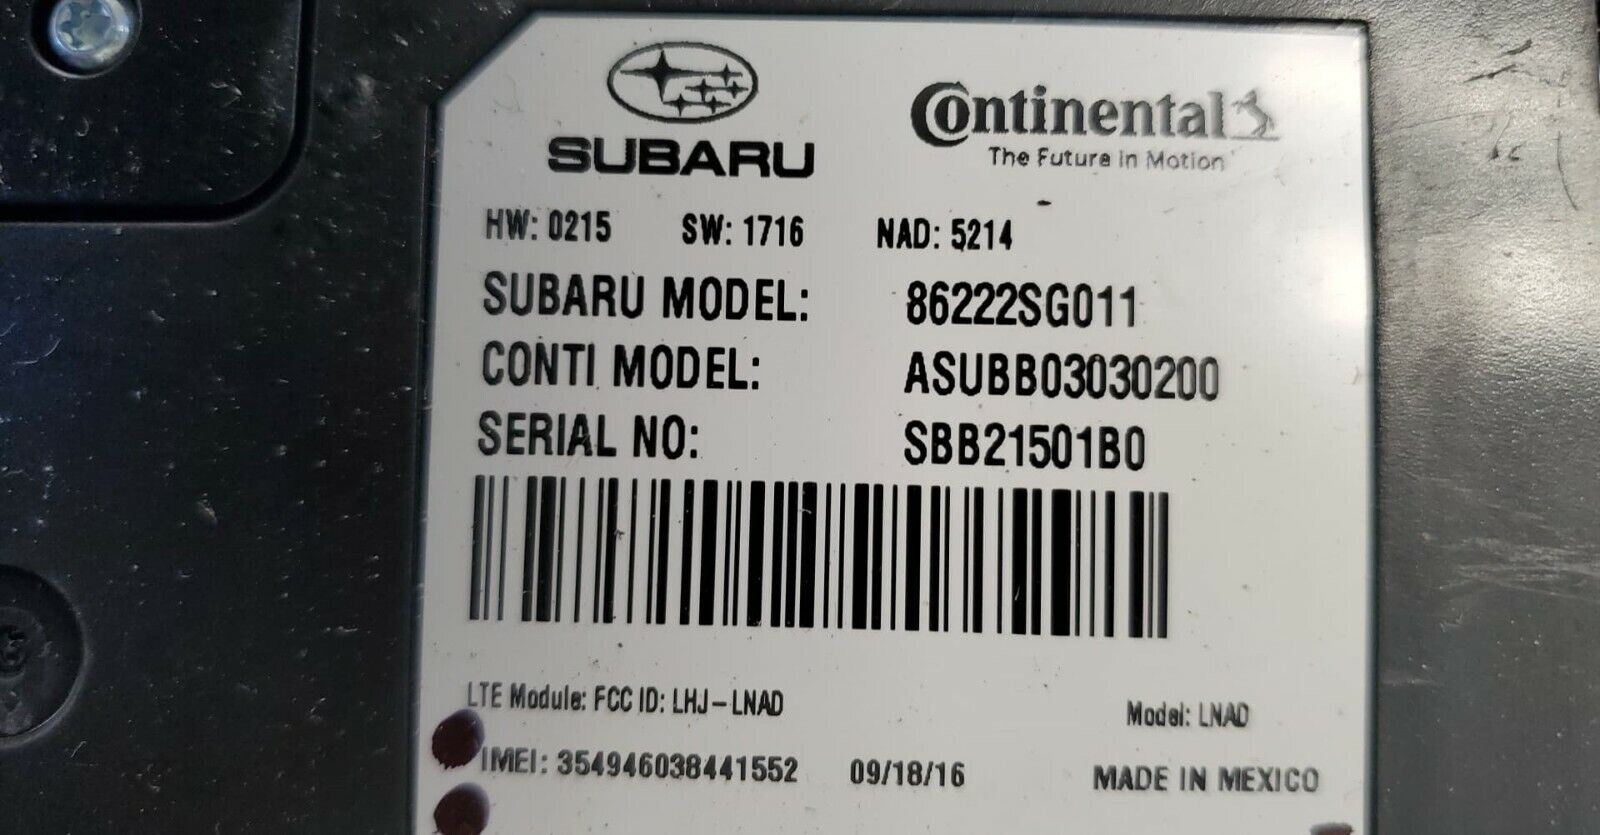 SUBARU
Continental
The Future in Motion
HW: 0215 SW: 1716 NAD: 5214
SUBARU MODEL: 86222SG011
CONTI MODEL: ASUBB03030200
SERIAL NO: SBB21501B0
LTE Module: FCC ID: LHJ-LNAD Model: LNAD
IMEI: 354946038441552 09/18/16 MADE IN MEXICO